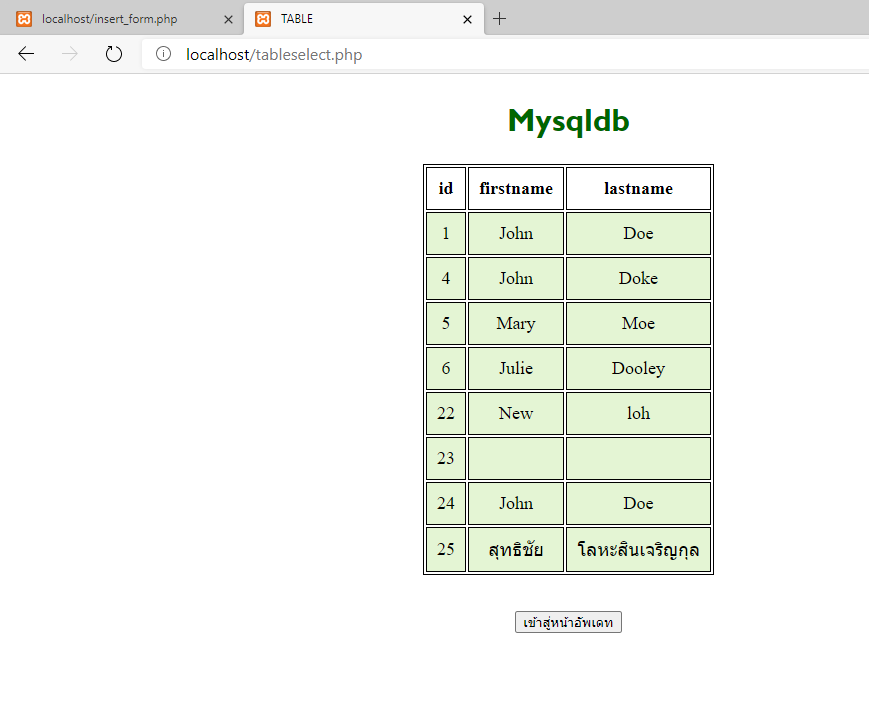 localhost/insert_form.php
TABLE
localhost/tableselect.php
Mysqldb
id firstname lastname
1 John Doe
4 John Doke
5 Mary Moe
6 Julie Dooley
22 New loh
23
24 John Doe
25 สุทธิชัย โลหะสินเจริญกุล
เข้าสู่หน้าอัพเดท